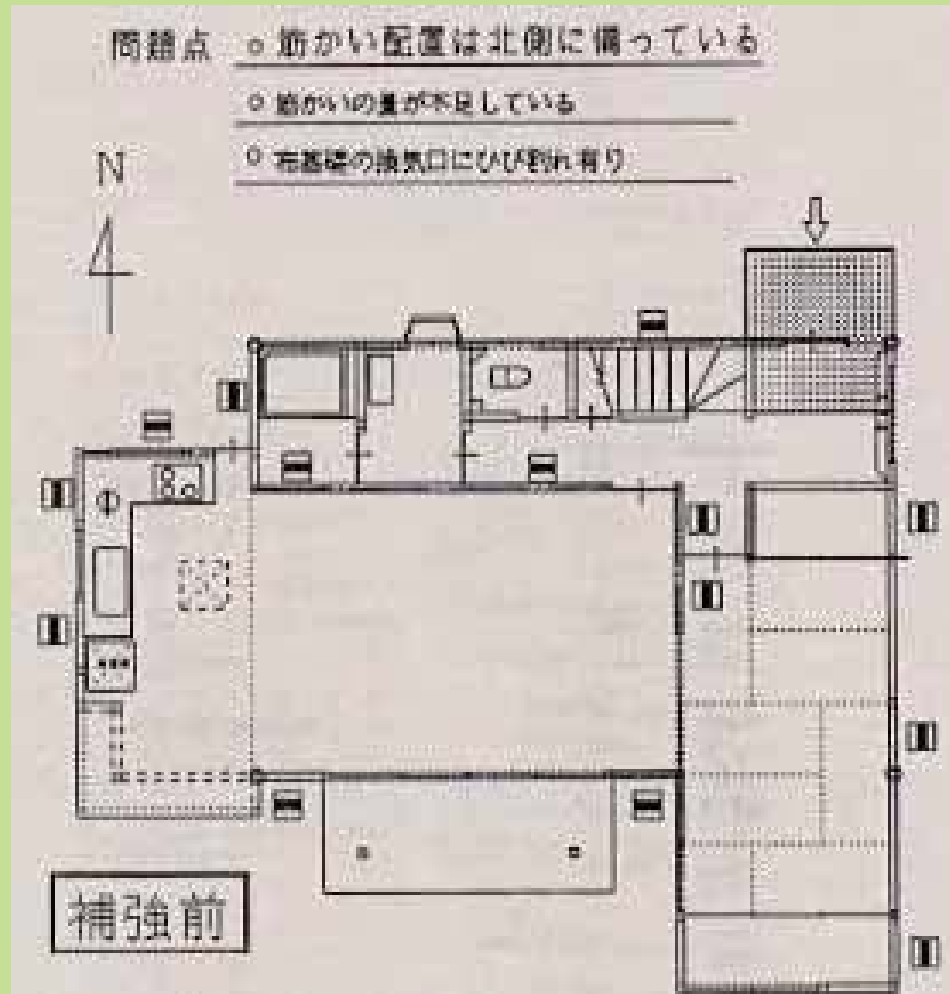 問題点 ○ 筋かい配置は北側に偏っている
○ 筋かいの量が不足している
○ 布基礎の換気口にひび割れ有り
N
補強前